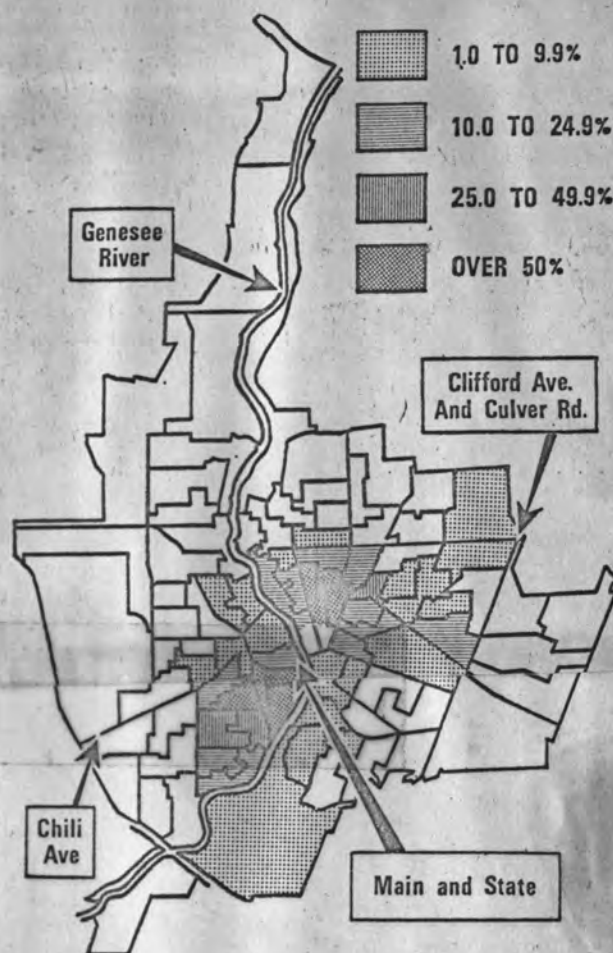 1.0 TO 9.9%
10.0 TO 24.9%
25.0 TO 49.9%
OVER 50%
Genesee
River
Clifford Ave.
And Culver Rd.
Chili
Ave
Main and State